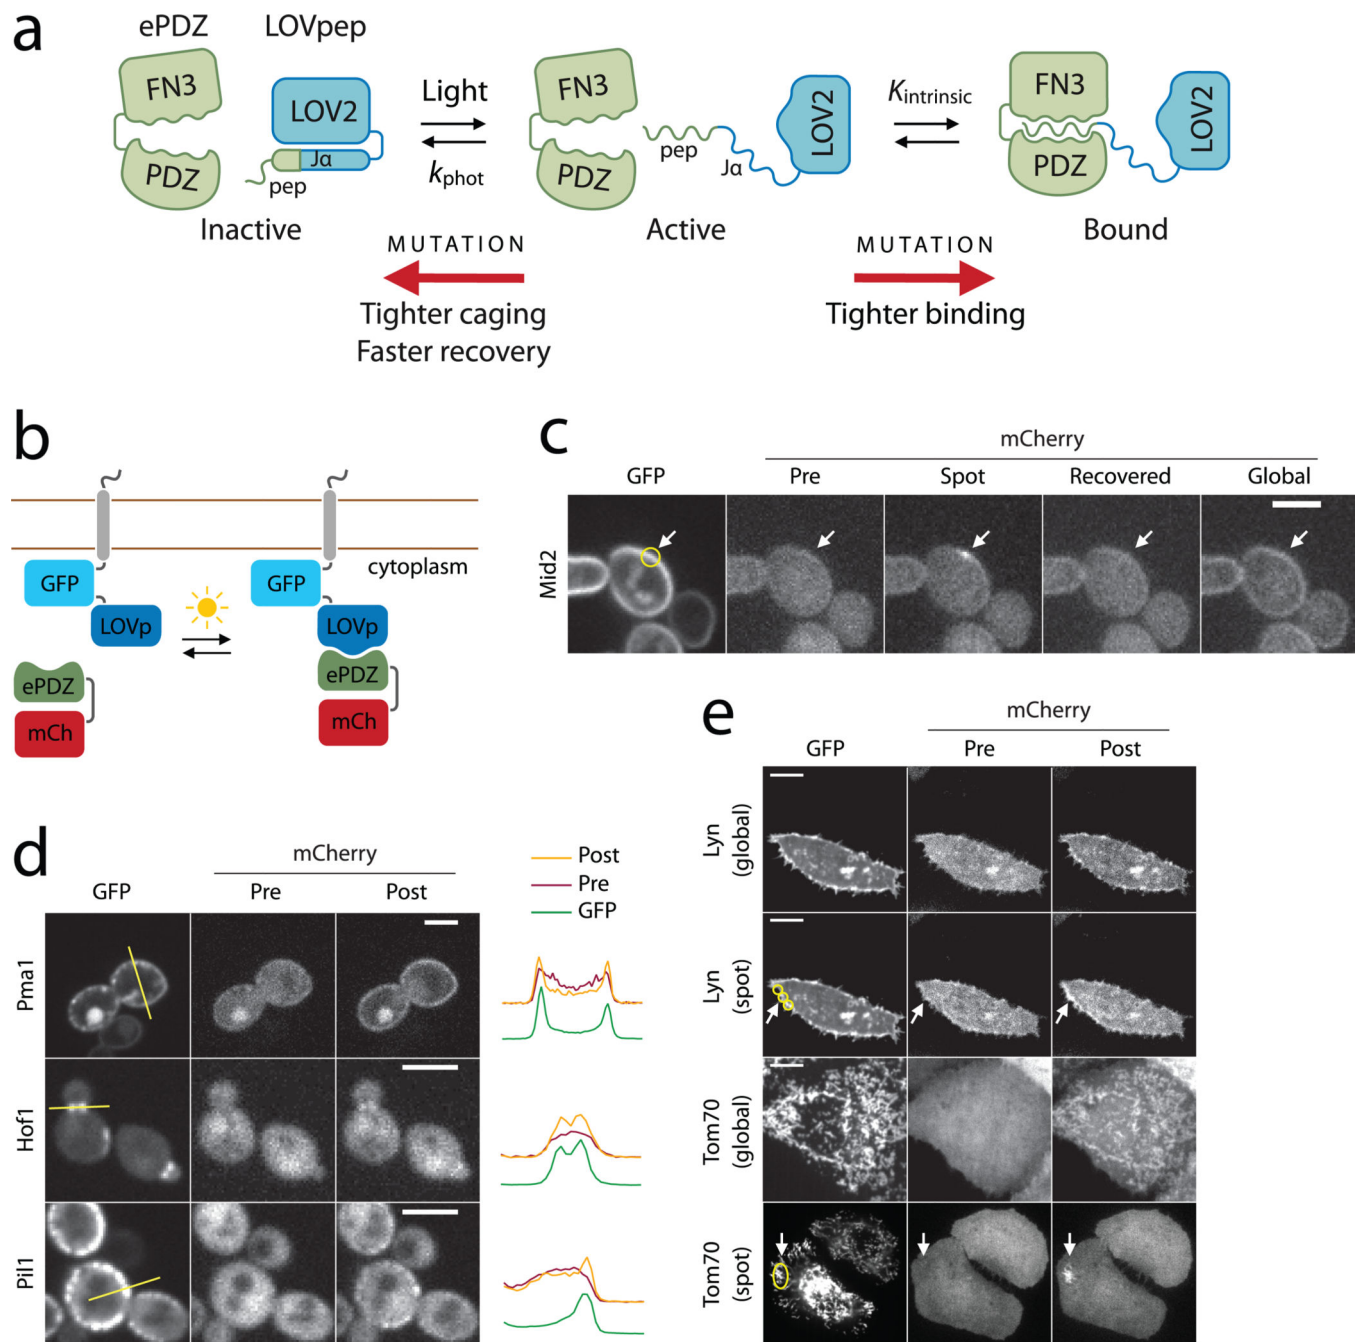 a
ePDZ LOVpep
FN3
LOV2
Jα
pep
PDZ
Inactive
Light
kphot
FN3
PDZ
pep
Jα
LOV2
Active
Kintrinsic
FN3
PDZ
LOV2
Bound
MUTATION
Tighter caging
Faster recovery
MUTATION
Tighter binding
b
GFP
LOVp
ePDZ
mCh
GFP
cytoplasm
LOVp
ePDZ
mCh
c
mCherry
GFP Pre Spot Recovered Global
Mid2
d
mCherry
GFP Pre Post
Post
Pre
GFP
Pma1
Hof1
Pil1
e
mCherry
GFP Pre Post
Lyn
(global)
Lyn
(spot)
Tom70
(global)
Tom70
(spot)